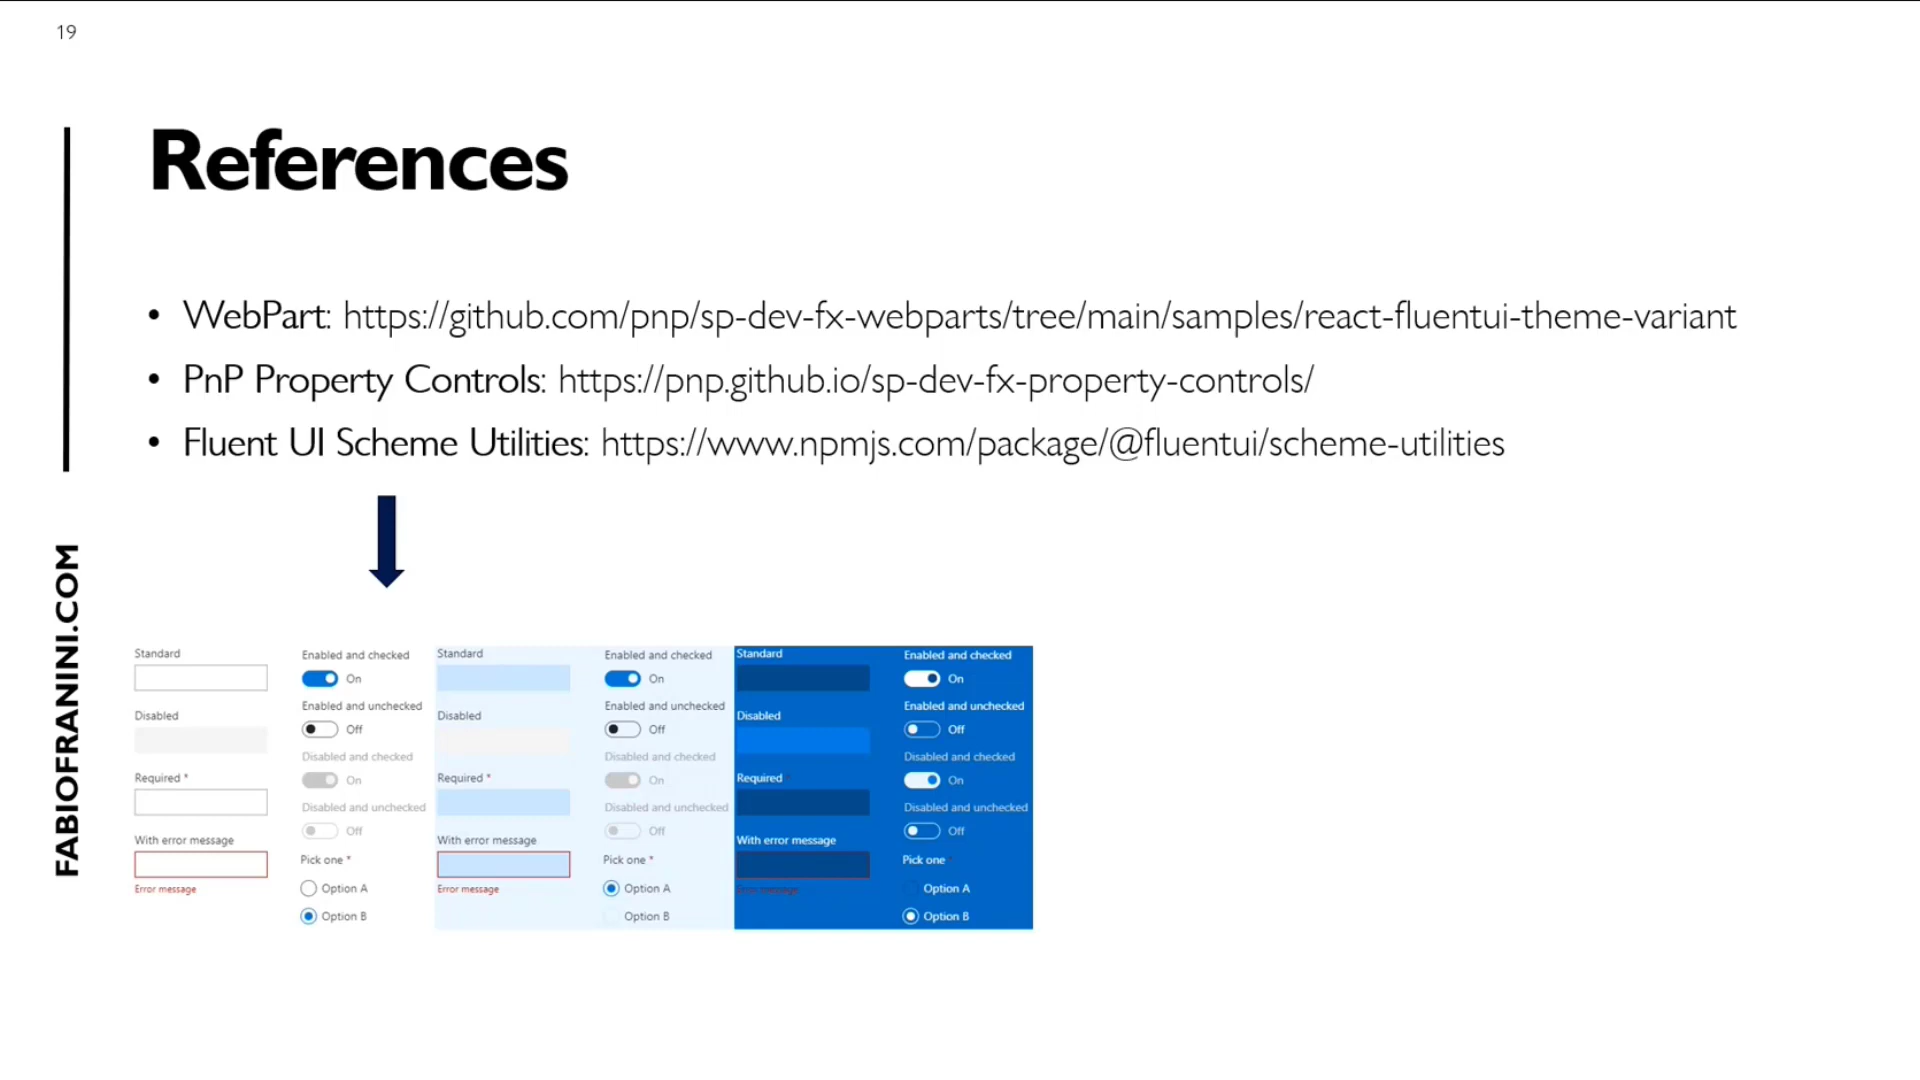 19
References
• WebPart: https://github.com/pnp/sp-dev-fx-webparts/tree/main/samples/react-fluentui-theme-variant
• PnP Property Controls: https://pnp.github.io/sp-dev-fx-property-controls/
• Fluent UI Scheme Utilities: https://www.npmjs.com/package/@fluentui/scheme-utilities
FABIOFRANINI.COM
Standard
Disabled
Required *
With error message
Error message
Enabled and checked
On
Enabled and unchecked
Off
Disabled and checked
On
Disabled and unchecked
Off
Pick one *
Option A
Option B
Standard
Disabled
Required *
With error message
Error message
Enabled and checked
On
Enabled and unchecked
Off
Disabled and checked
On
Disabled and unchecked
Off
Pick one *
Option A
Option B
Standard
Disabled
Required *
With error message
Error message
Enabled and checked
On
Enabled and unchecked
Off
Disabled and checked
On
Disabled and unchecked
Off
Pick one
Option A
Option B